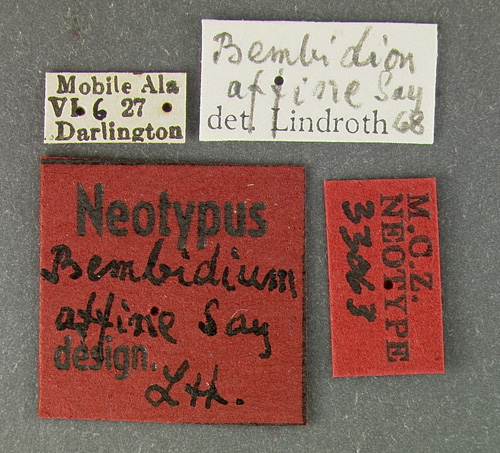 Mobile Ala
VI 6 27
Darlington
Bembidion
affine Say
det. Lindroth 68
Neotypus
Bembidium
affine Say
design.
Lth.
M.C.Z.
NEOTYPE
33063